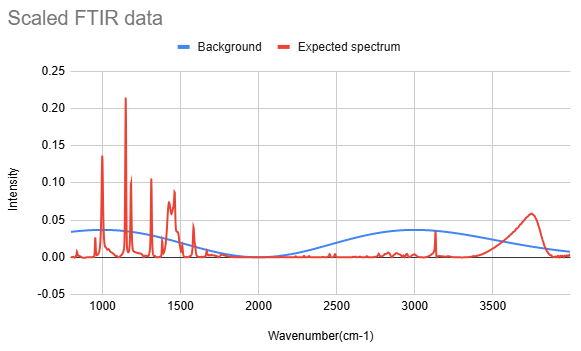 Scaled FTIR data
Background Expected spectrum
0.25
0.20
0.15
0.10
0.05
0.00
-0.05
Intensity
1000 1500 2000 2500 3000 3500
Wavenumber(cm-1)